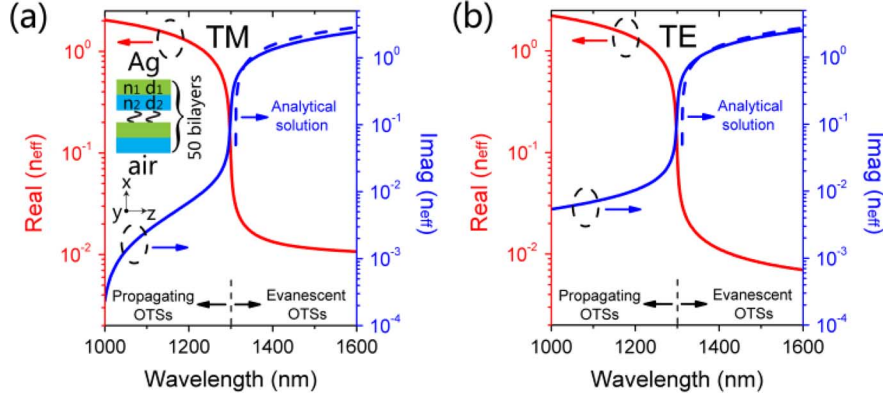 (a)
TM
Real (neff)
10^0
10^-1
10^-2
Ag
n1 d1
n2 d2
50 bilayers
air
x
y z
Analytical
solution
Propagating
OTSs
Evanescent
OTSs
10^0
10^-1
10^-2
10^-3
10^-4
Imag (neff)
1000 1200 1400 1600
Wavelength (nm)
(b)
TE
Real (neff)
10^0
10^-1
10^-2
Analytical
solution
Propagating
OTSs
Evanescent
OTSs
10^0
10^-1
10^-2
10^-3
10^-4
Imag (neff)
1000 1200 1400 1600
Wavelength (nm)